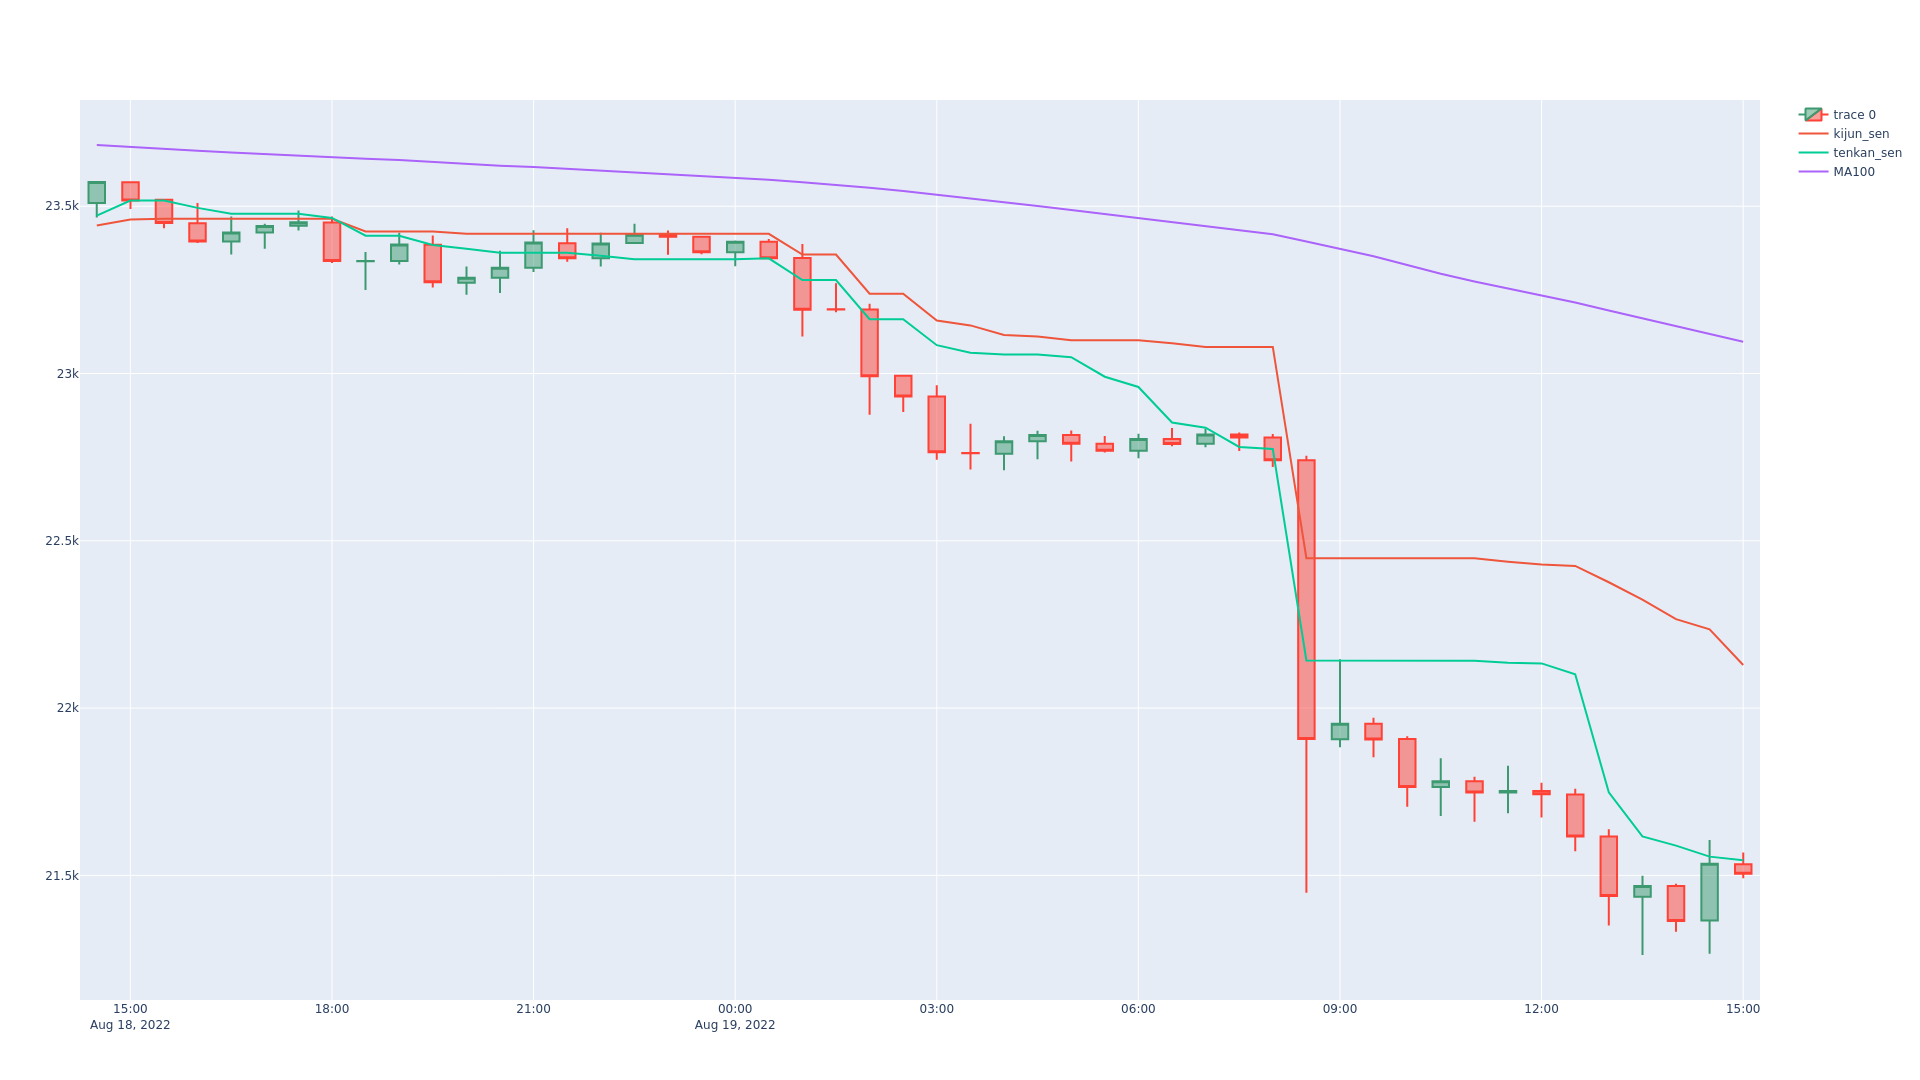 trace 0
kijun_sen
tenkan_sen
MA100
23.5k
23k
22.5k
22k
21.5k
15:00 18:00 21:00 00:00 03:00 06:00 09:00 12:00 15:00
Aug 18, 2022 Aug 19, 2022